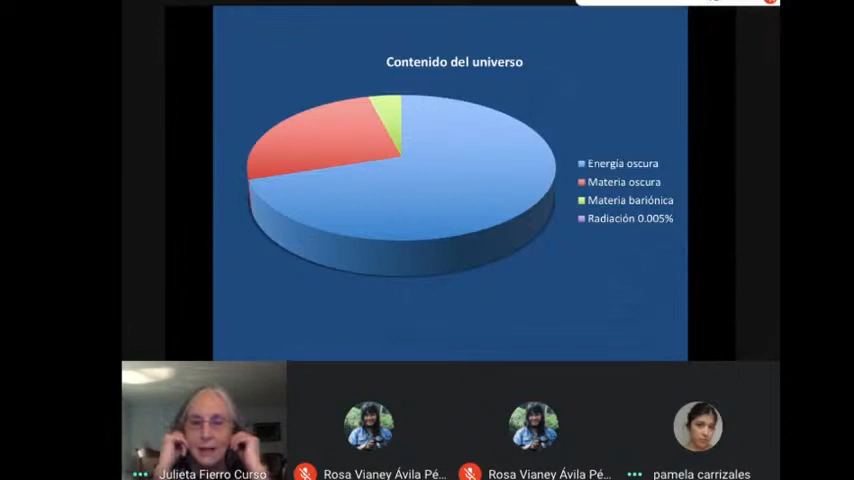 Contenido del universo
Energía oscura
Materia oscura
Materia bariónica
Radiación 0.005%
Julieta Fierro Curso
Rosa Vianey Ávila Pé...
Rosa Vianey Ávila Pé...
pamela carrizales